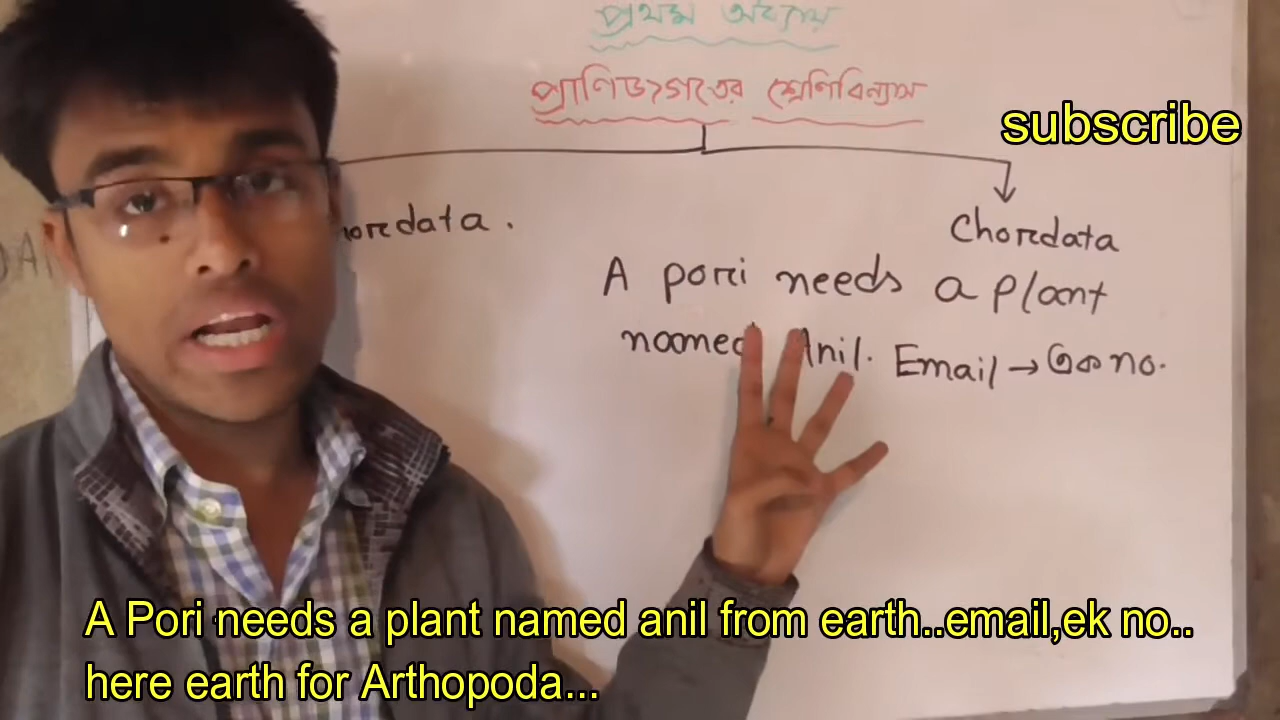 প্রথম অধ্যায়
প্রাণিজগতের শ্রেণিবিন্যাস
subscribe
hordata.
Chordata
A pori needs a plant
named Anil. Email → এক no.
A Pori needs a plant named anil from earth..email,ek no..
here earth for Arthopoda...